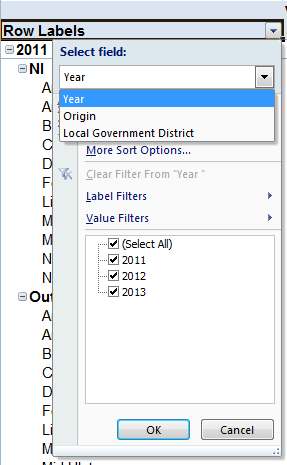 Row Labels
2011
NI
Out
Select field:
Year
Year
Origin
Local Government District
More Sort Options...
Clear Filter From "Year "
Label Filters
Value Filters
(Select All)
2011
2012
2013
OK
Cancel